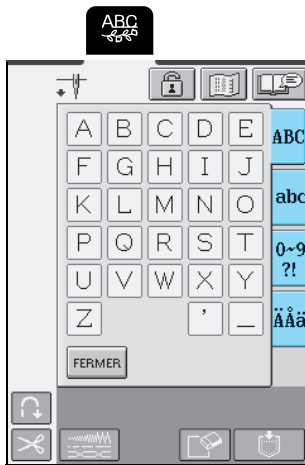 ABC
A B C D E
ABC
F G H I J
K L M N O
abc
P Q R S T
0~9
?!
U V W X Y
Z ' _
ÄÅä
FERMER